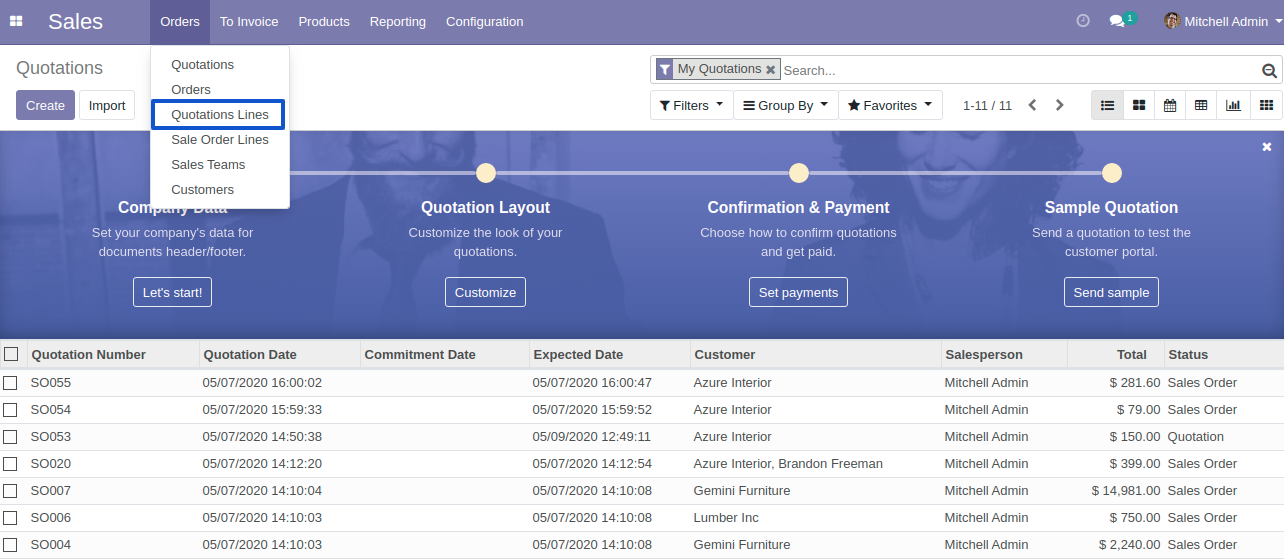 Sales Orders To Invoice Products Reporting Configuration 1 Mitchell Admin
Quotations
My Quotations Search...
Create Import
Filters Group By Favorites 1-11 / 11
Quotations
Orders
Quotations Lines
Sale Order Lines
Sales Teams
Customers
Company Data Quotation Layout Confirmation & Payment Sample Quotation
Set your company's data for Customize the look of your Choose how to confirm quotations Send a quotation to test the
documents header/footer. quotations. and get paid. customer portal.
Let's start! Customize Set payments Send sample
Quotation Number Quotation Date Commitment Date Expected Date Customer Salesperson Total Status
SO055 05/07/2020 16:00:02 05/07/2020 16:00:47 Azure Interior Mitchell Admin $ 281.60 Sales Order
SO054 05/07/2020 15:59:33 05/07/2020 15:59:52 Azure Interior Mitchell Admin $ 79.00 Sales Order
SO053 05/07/2020 14:50:38 05/09/2020 12:49:11 Azure Interior Mitchell Admin $ 150.00 Quotation
SO020 05/07/2020 14:12:20 05/07/2020 14:12:54 Azure Interior, Brandon Freeman Mitchell Admin $ 399.00 Sales Order
SO007 05/07/2020 14:10:04 05/07/2020 14:10:08 Gemini Furniture Mitchell Admin $ 14,981.00 Sales Order
SO006 05/07/2020 14:10:03 05/07/2020 14:10:08 Lumber Inc Mitchell Admin $ 750.00 Sales Order
SO004 05/07/2020 14:10:03 05/07/2020 14:10:08 Gemini Furniture Mitchell Admin $ 2,240.00 Sales Order